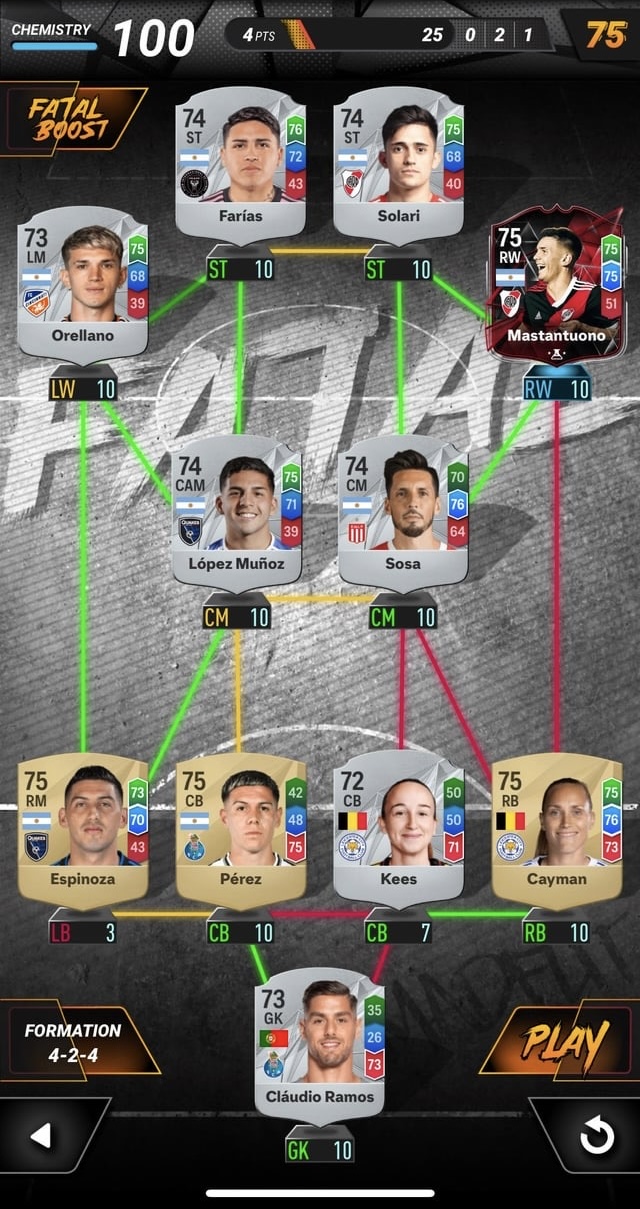 CHEMISTRY 100 4 PTS 25 0 2 1 75
FATAL
BOOST
74
ST
76
72
43
Farías
ST 10
74
ST
75
68
40
Solari
ST 10
73
LM
75
68
39
Orellano
LW 10
75
RW
75
75
51
Mastantuono
RW 10
FATAL
74
CAM
75
71
39
QUAKES
López Muñoz
CM 10
74
CM
70
76
64
Sosa
CM 10
75
RM
73
70
43
QUAKES
Espinoza
LB 3
75
CB
42
48
75
Pérez
CB 10
72
CB
50
50
71
Kees
CB 7
75
RB
75
76
73
Cayman
RB 10
73
GK
35
26
73
Cláudio Ramos
GK 10
FORMATION
4-2-4
PLAY